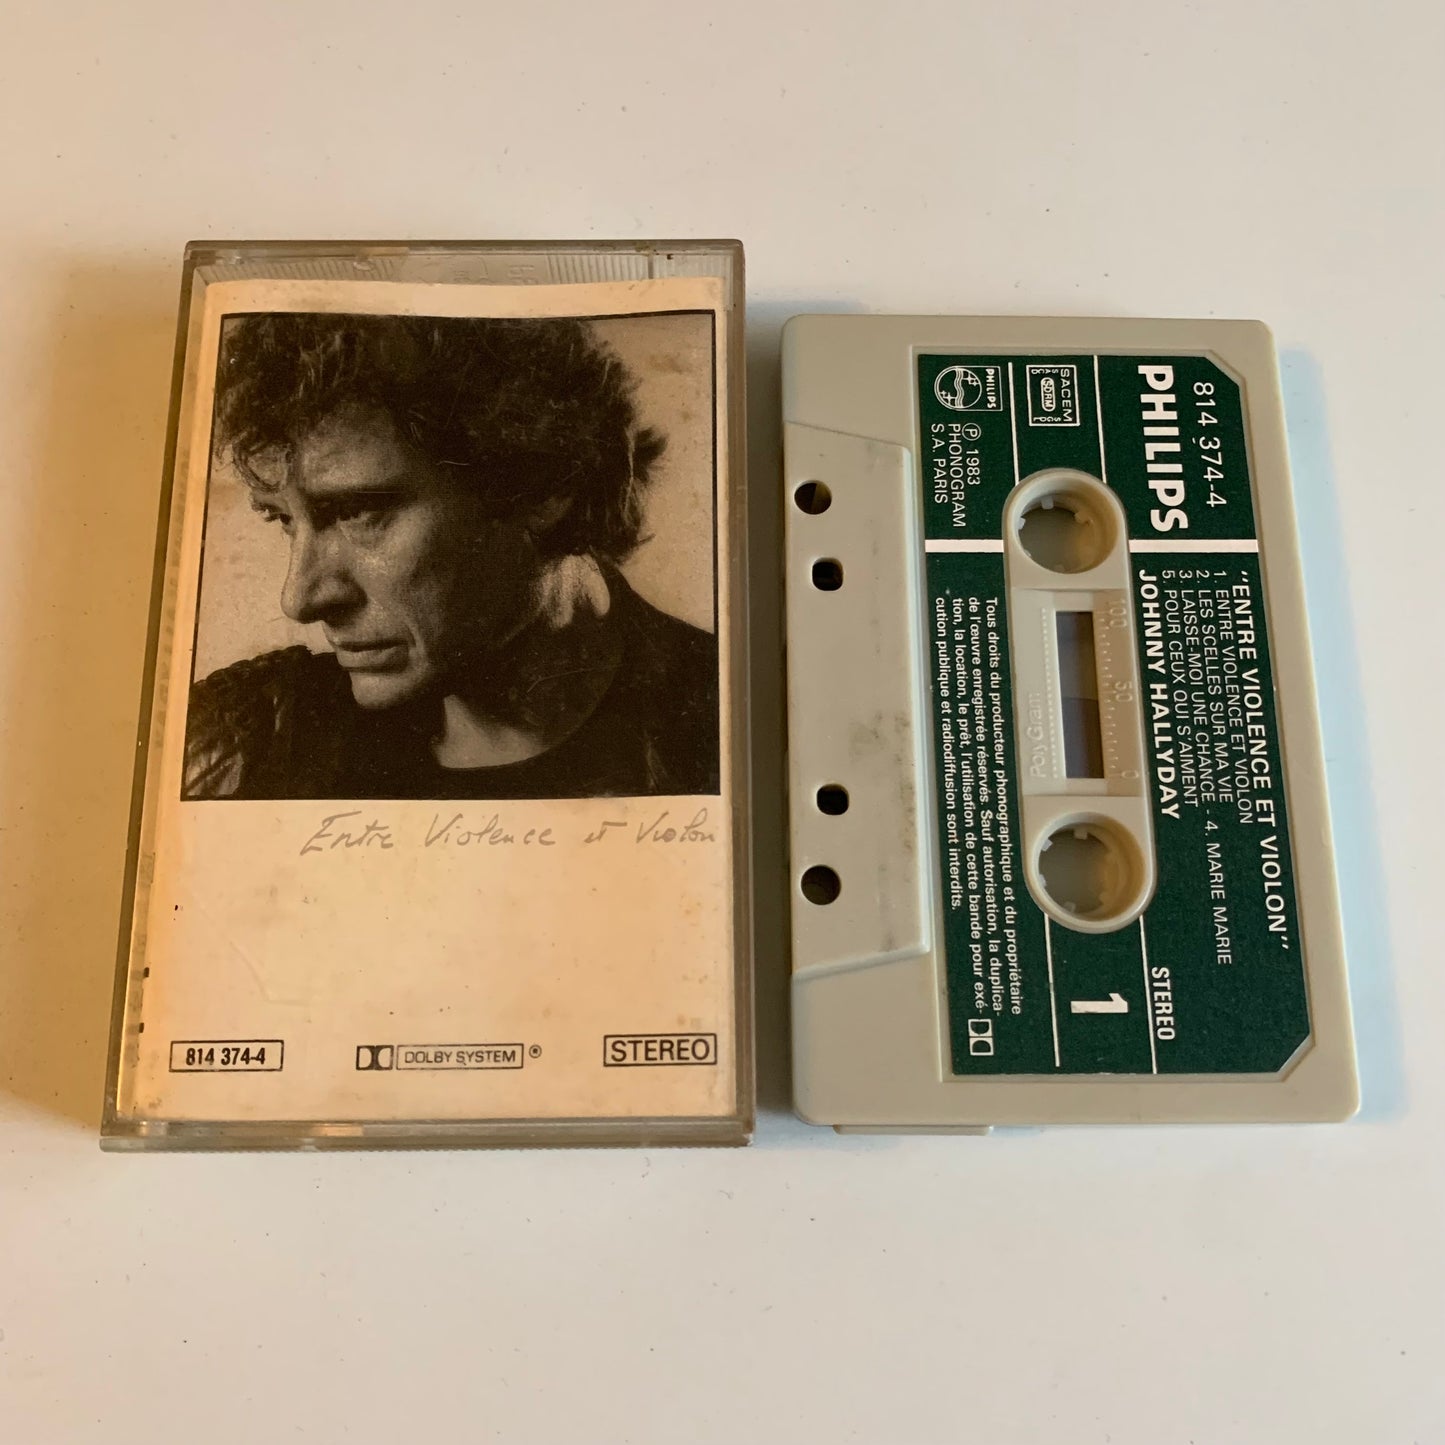 Entre Violence et Violon
814 374-4
DOLBY SYSTEM ®
STEREO
814 374-4
PHILIPS
"ENTRE VIOLENCE ET VIOLON"
1. ENTRE VIOLENCE ET VIOLON
2. LES SCELLES SUR MA VIE
3. LAISSE-MOI UNE CHANCE - 4. MARIE MARIE
5. POUR CEUX QUI S'AIMENT
JOHNNY HALLYDAY
STEREO
1
SACEM
SACD
SDRM
SGDL
PHILIPS
℗ 1983
PHONOGRAM
S.A. PARIS
100 50 0
PolyGram
Tous droits du producteur phonographique et du propriétaire
de l'œuvre enregistrée réservés. Sauf autorisation, la duplica-
tion, la location, le prêt, l'utilisation de cette bande pour exé-
cution publique et radiodiffusion sont interdits.